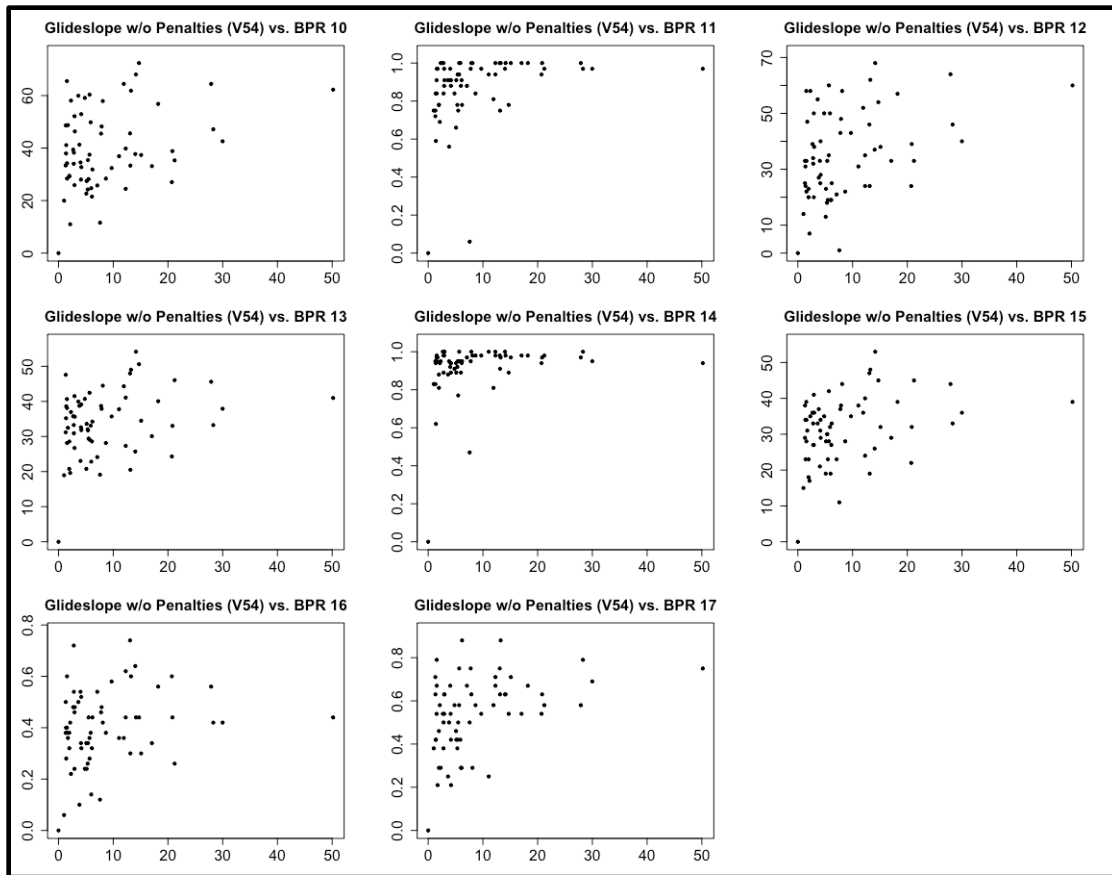 Glideslope w/o Penalties (V54) vs. BPR 10
0 20 40 60
0 10 20 30 40 50
Glideslope w/o Penalties (V54) vs. BPR 11
0.0 0.2 0.4 0.6 0.8 1.0
0 10 20 30 40 50
Glideslope w/o Penalties (V54) vs. BPR 12
0 10 30 50 70
0 10 20 30 40 50
Glideslope w/o Penalties (V54) vs. BPR 13
0 10 20 30 40 50
0 10 20 30 40 50
Glideslope w/o Penalties (V54) vs. BPR 14
0.0 0.2 0.4 0.6 0.8 1.0
0 10 20 30 40 50
Glideslope w/o Penalties (V54) vs. BPR 15
0 10 20 30 40 50
0 10 20 30 40 50
Glideslope w/o Penalties (V54) vs. BPR 16
0.0 0.2 0.4 0.6 0.8
0 10 20 30 40 50
Glideslope w/o Penalties (V54) vs. BPR 17
0.0 0.2 0.4 0.6 0.8
0 10 20 30 40 50